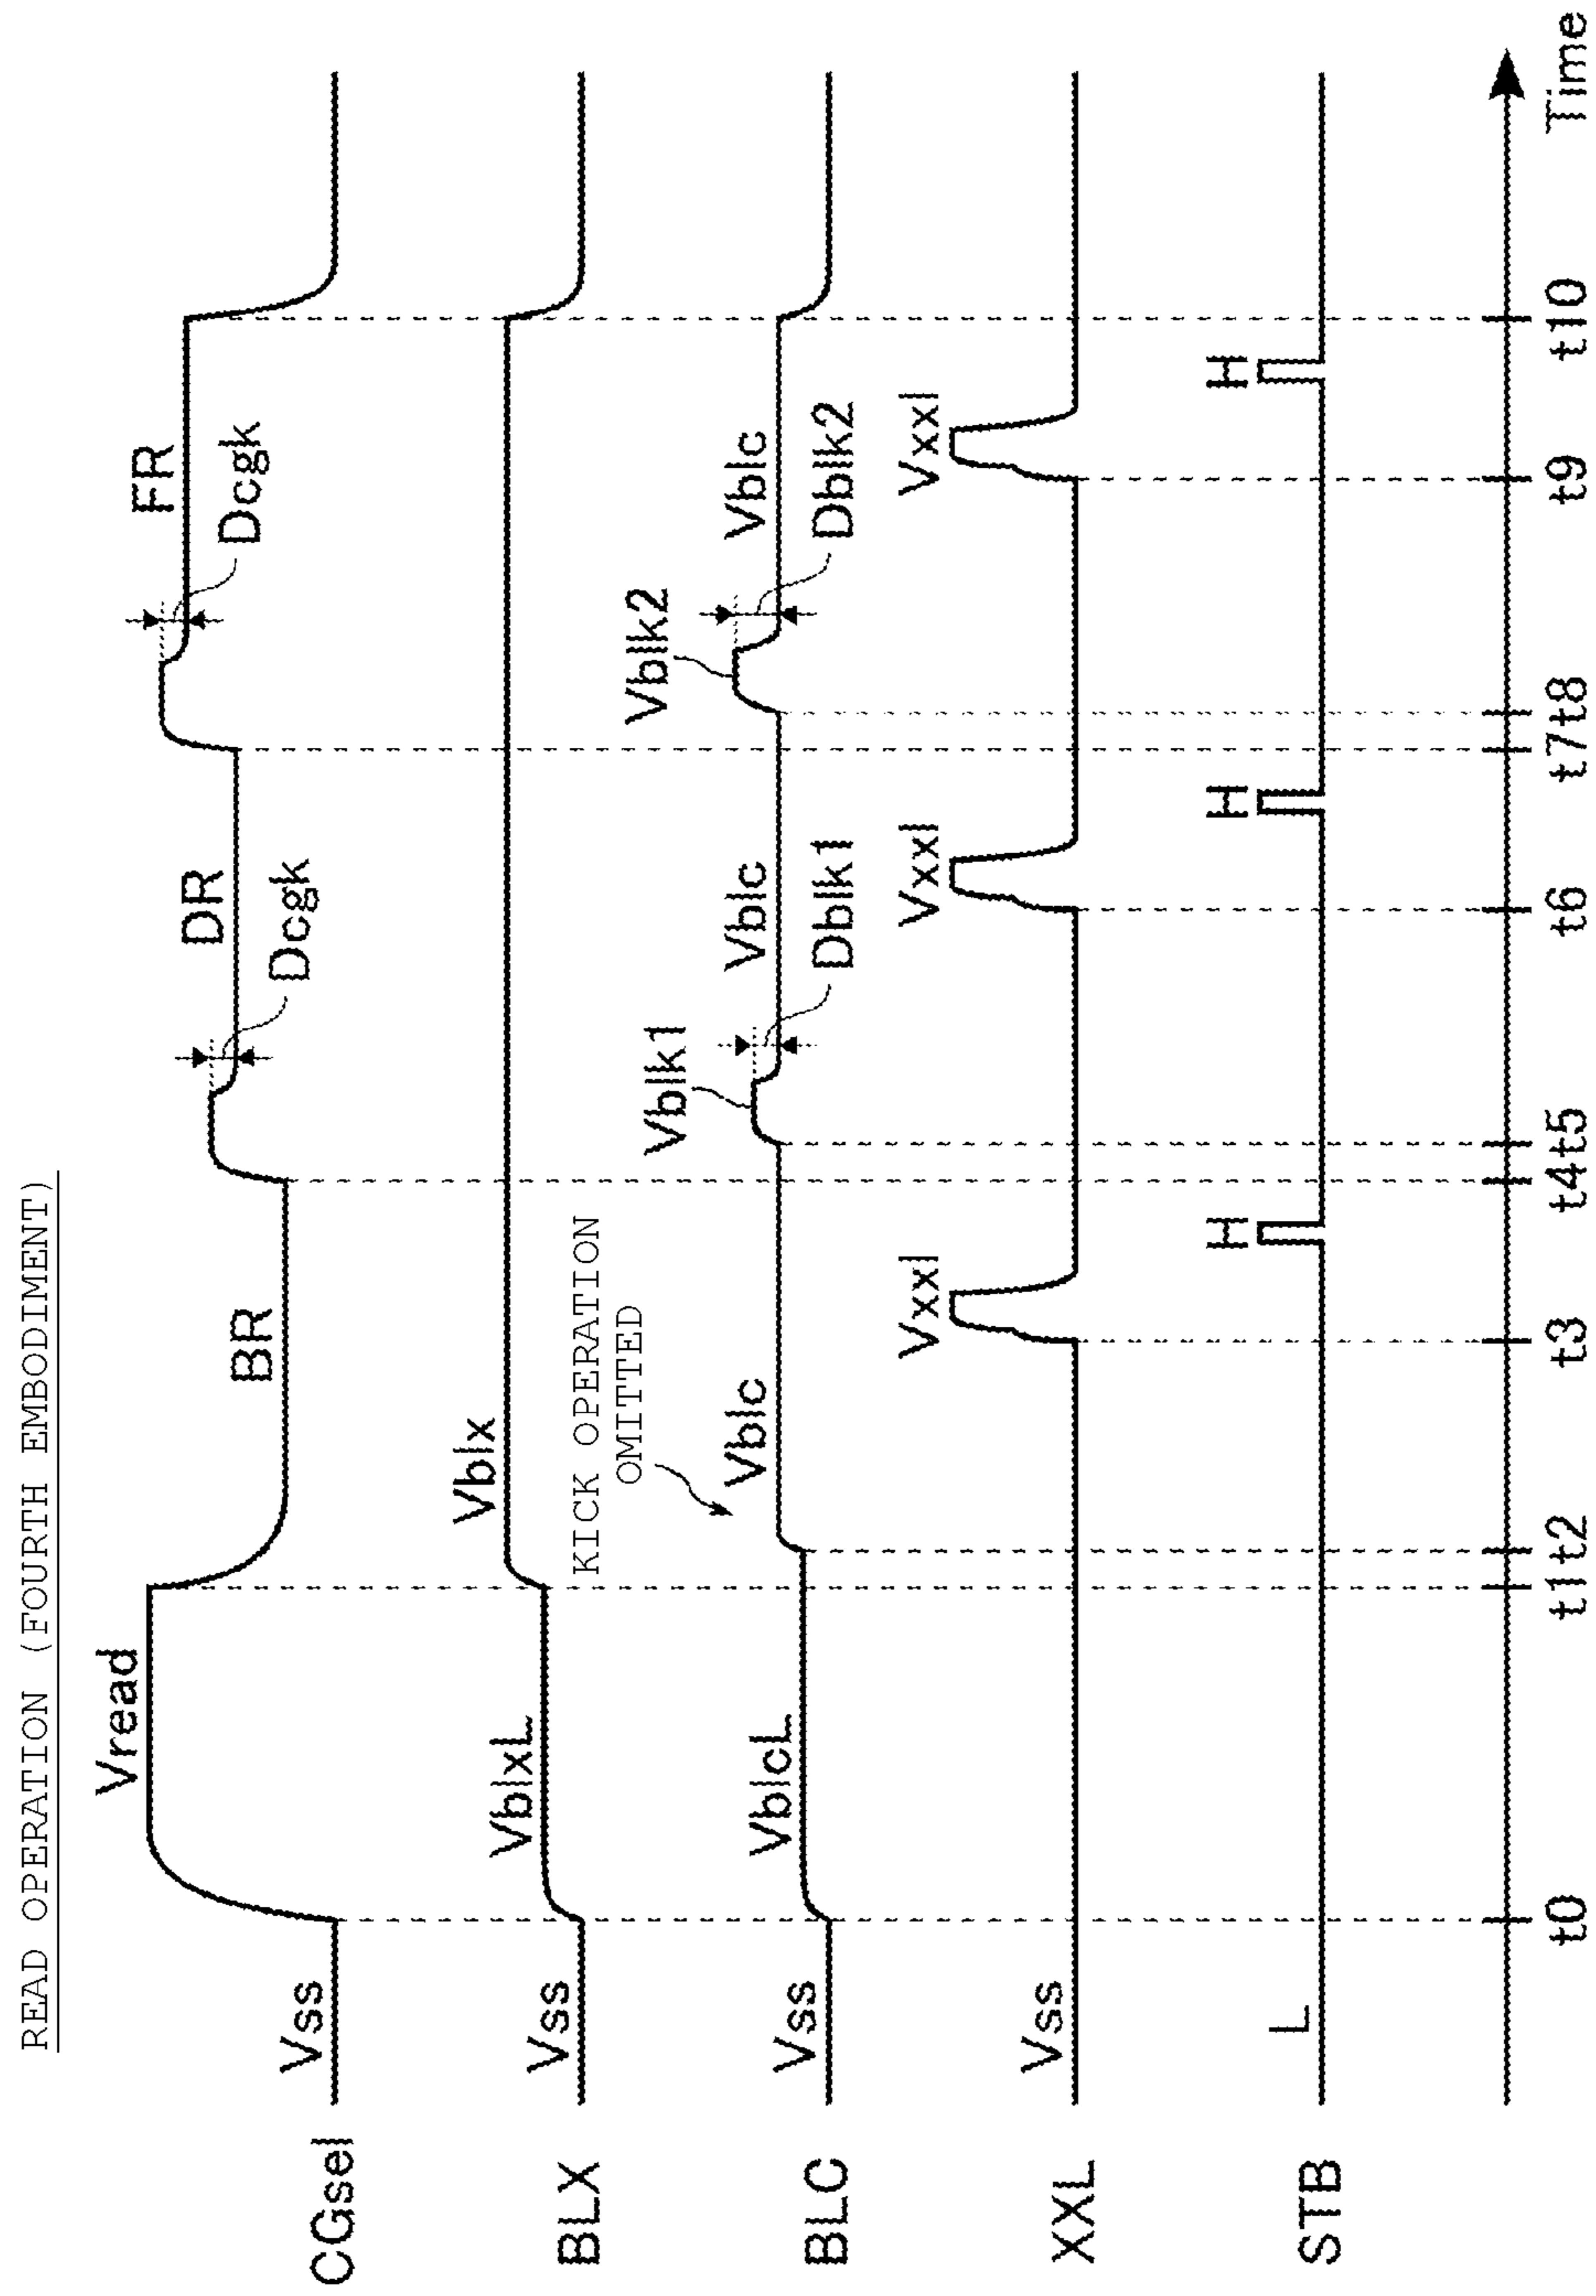 READ OPERATION (FOURTH EMBODIMENT)
CGsel
Vss
Vread
BR
DR
Dcgk
FR
Dcgk
BLX
Vss
VblxL
Vblx
KICK OPERATION
OMITTED
BLC
Vss
VblcL
Vblc
Vblk1
Vblc
Dblk1
Vblk2
Vblc
Dblk2
XXL
Vss
Vxxl
Vxxl
Vxxl
STB
L
H
H
H
t0
t1
t2
t3
t4
t5
t6
t7
t8
t9
t10
Time